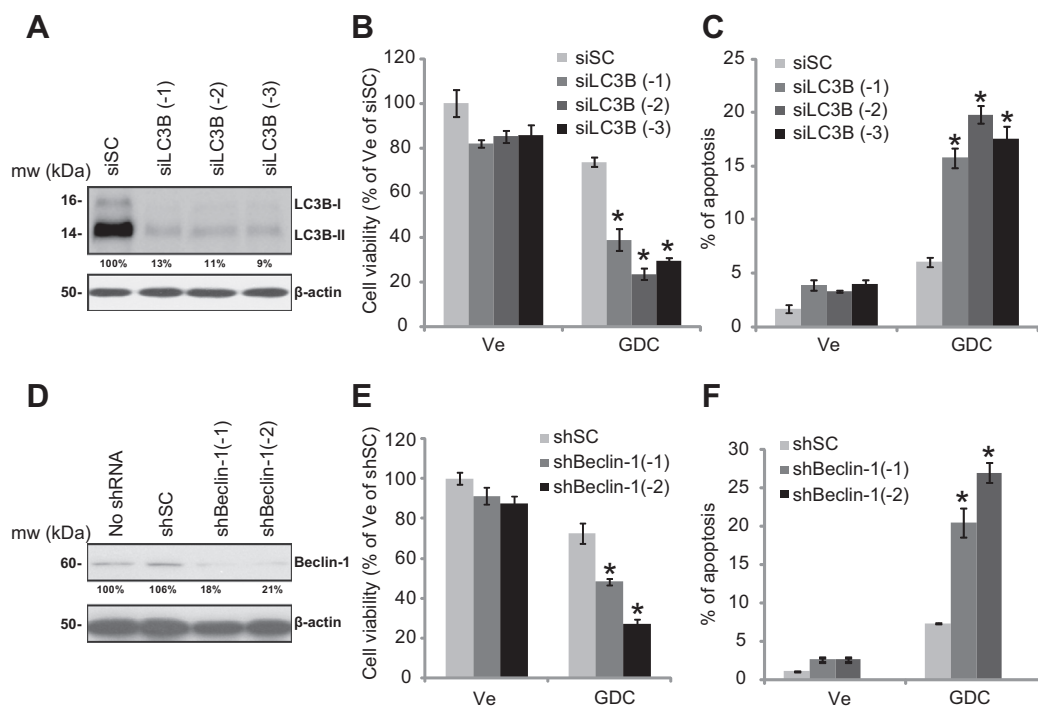 A
siSC
siLC3B (-1)
siLC3B (-2)
siLC3B (-3)
mw (kDa)
16-
LC3B-I
14-
LC3B-II
100% 13% 11% 9%
50-
β-actin
B
Cell viability (% of Ve of siSC)
120
100
80
60
40
20
0
siSC
siLC3B (-1)
siLC3B (-2)
siLC3B (-3)
* * *
Ve GDC
C
% of apoptosis
25
20
15
10
5
0
siSC
siLC3B (-1)
siLC3B (-2)
siLC3B (-3)
* * *
Ve GDC
D
No shRNA
shSC
shBeclin-1(-1)
shBeclin-1(-2)
mw (kDa)
60-
Beclin-1
100% 106% 18% 21%
50-
β-actin
E
Cell viability (% of Ve of shSC)
120
100
80
60
40
20
0
shSC
shBeclin-1(-1)
shBeclin-1(-2)
* *
Ve GDC
F
% of apoptosis
30
25
20
15
10
5
0
shSC
shBeclin-1(-1)
shBeclin-1(-2)
* *
Ve GDC